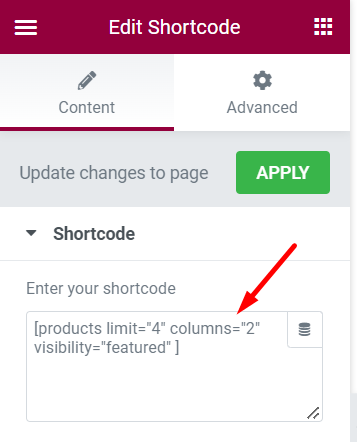 Edit Shortcode
Content
Advanced
Update changes to page
APPLY
Shortcode
Enter your shortcode
[products limit="4" columns="2"
visibility="featured" ]